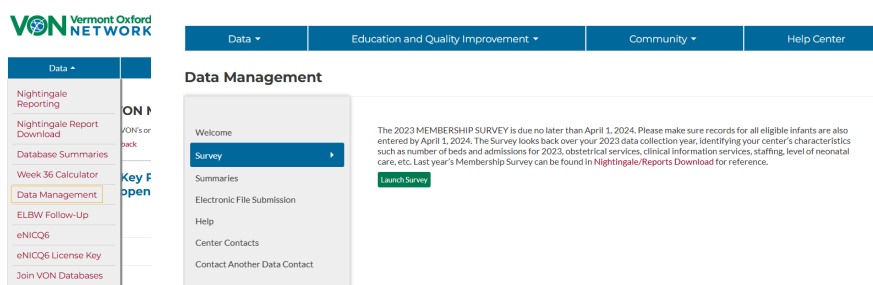 VON Vermont Oxford
NETWORK
Data
Nightingale
Reporting
Nightingale Report
Download
Database Summaries
Week 36 Calculator
Data Management
ELBW Follow-Up
eNICQ6
eNICQ6 License Key
Join VON Databases
VON's or
back
Key
open
Data
Education and Quality Improvement
Community
Help Center
Data Management
Welcome
Survey
Summaries
Electronic File Submission
Help
Center Contacts
Contact Another Data Contact
The 2023 MEMBERSHIP SURVEY is due no later than April 1, 2024. Please make sure records for all eligible infants are also
entered by April 1, 2024. The Survey looks back over your 2023 data collection year, identifying your center's characteristics
such as number of beds and admissions for 2023, obstetrical services, clinical information services, staffing, level of neonatal
care, etc. Last year's Membership Survey can be found in Nightingale/Reports Download for reference.
Launch Survey